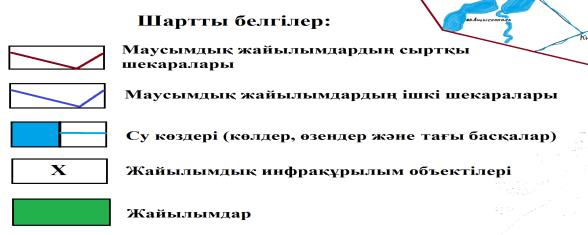 Шартты белгілер:
Маусымдық жайылымдардың сыртқы
шекаралары
Маусымдық жайылымдардың ішкі шекаралары
Су көздері (көлдер, өзендер және тағы басқалар)
X
Жайылымдық инфрақұрылым объектілері
Жайылымдар